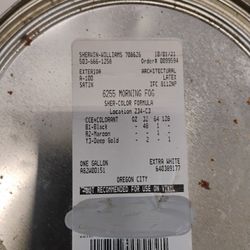 SHERWIN-WILLIAMS 708626 10/01/21
503-666-1250 Order# 0099594
EXTERIOR ARCHITECTURAL
A-100 LATEX
SATIN IFC 8112NP
6255 MORNING FOG
SHER-COLOR FORMULA
Location 234-C3
CCE*COLORANT OZ 32 64 128
B1-Black - 48 1 -
R2-Maroon - - 1 -
Y3-Deep Gold - 2 1 -
ONE GALLON EXTRA WHITE
A82W00151 640389177
OREGON CITY
NOT RECOMMENDED FOR USE ON VINYL